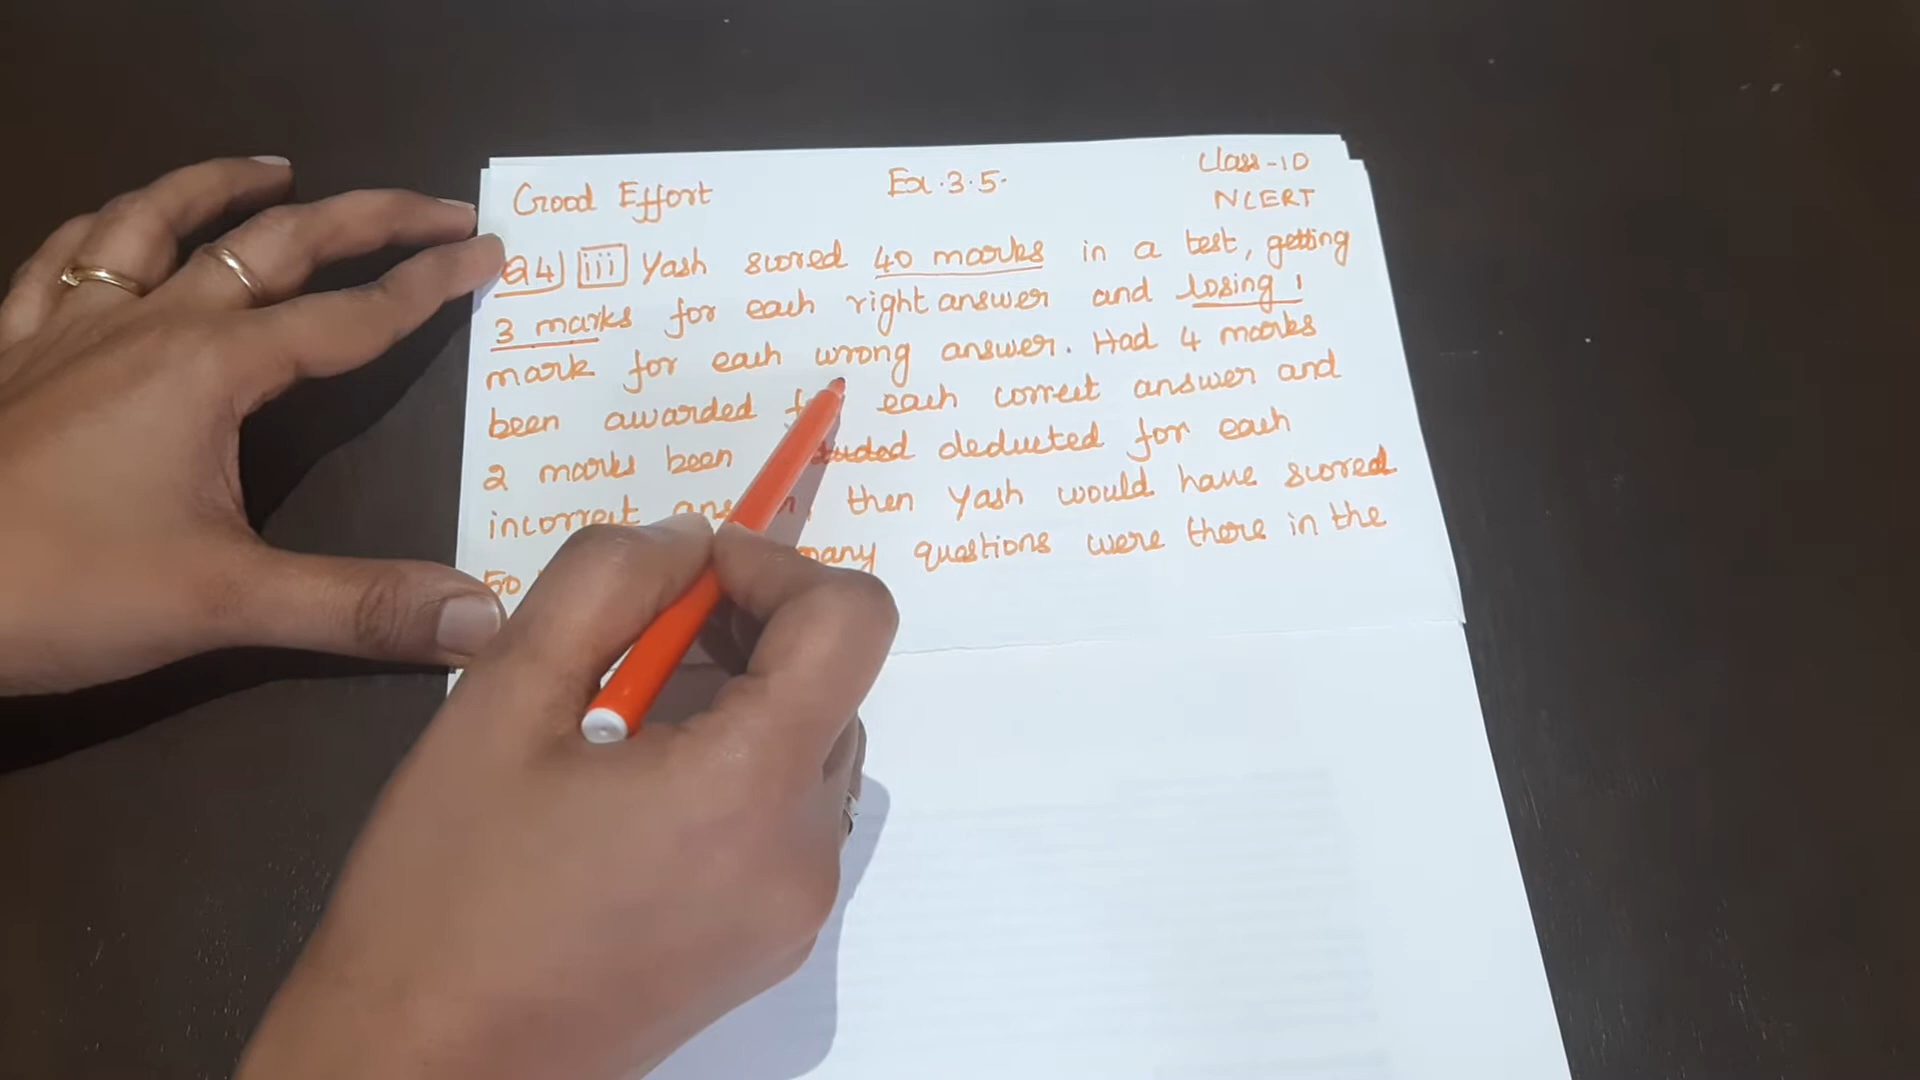 Good Effort Ex.3.5. Class-10
NCERT
Q4) iii Yash scored 40 marks in a test, getting
3 marks for each right answer and losing 1
mark for each wrong answer. Had 4 marks
been awarded each correct answer and
2 marks been deducted for each
incorrect then Yash would have scored
50 many questions were there in the